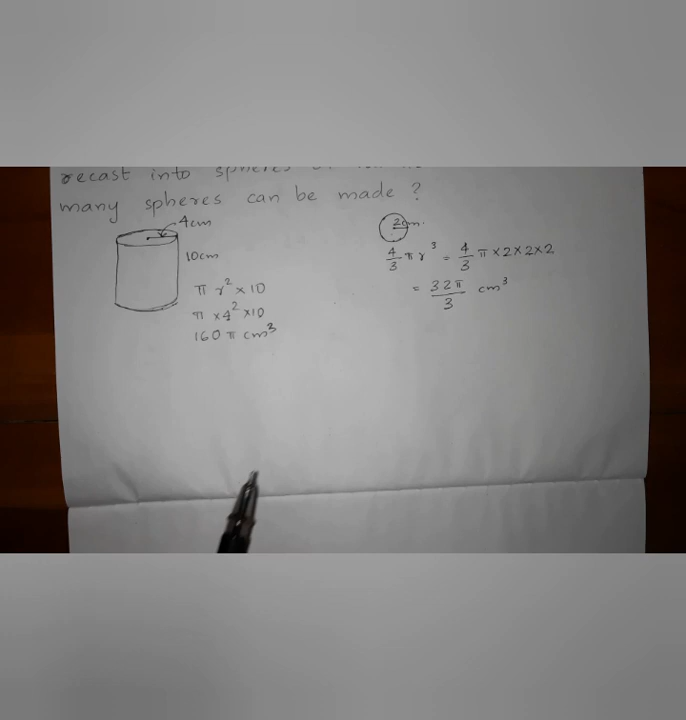 recast into spheres
many spheres can be made ?
4cm
10cm
π r² × 10
π × 4² × 10
160 π cm³
2cm.
4/3 π r³ = 4/3 π × 2 × 2 × 2
= 32π/3 cm³